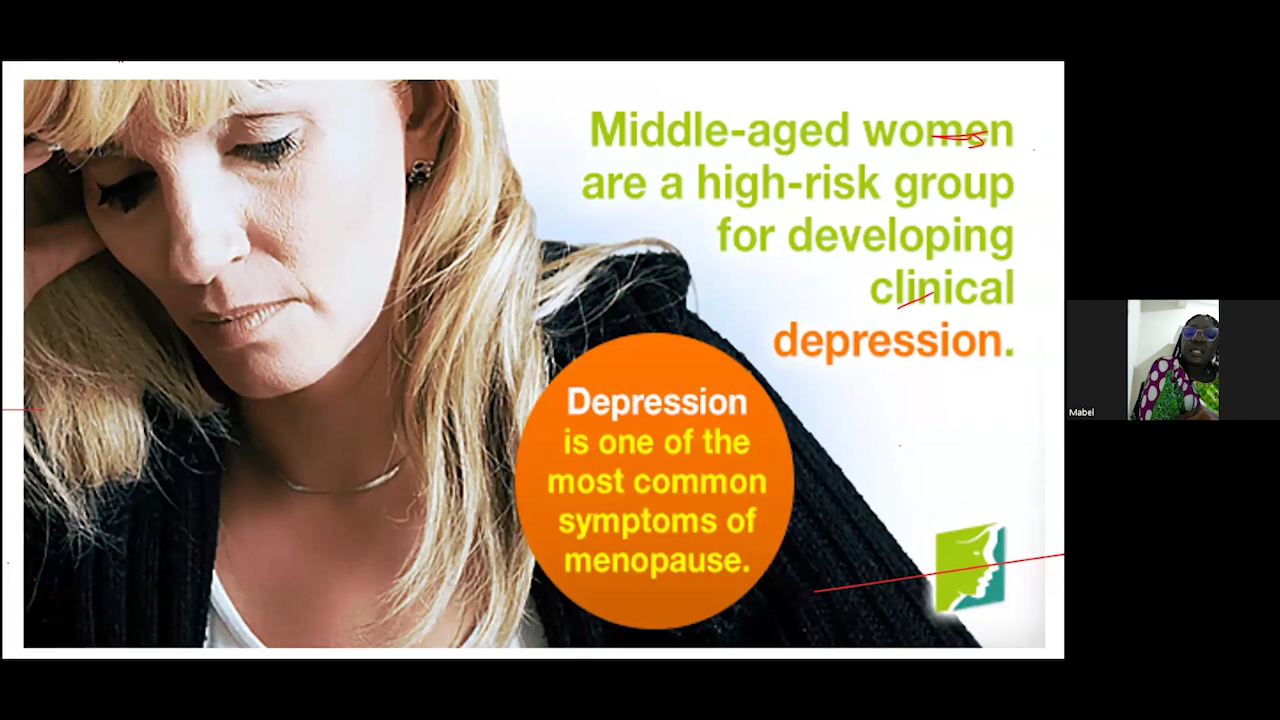 Middle-aged women
are a high-risk group
for developing
clinical
depression.
Depression
is one of the
most common
symptoms of
menopause.
Mabel